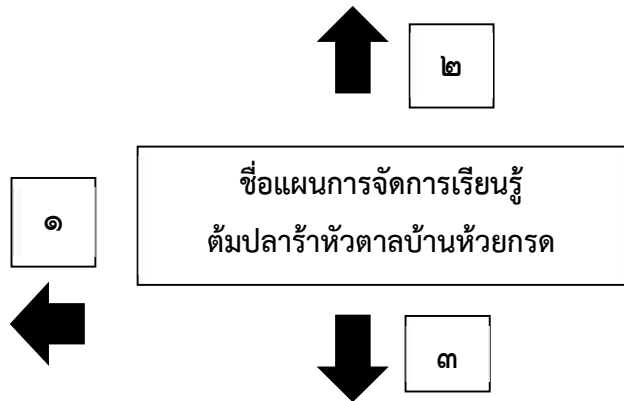 ๒
ชื่อแผนการจัดการเรียนรู้
ต้มปลาร้าหัวตาลบ้านห้วยกรด
๑
๓